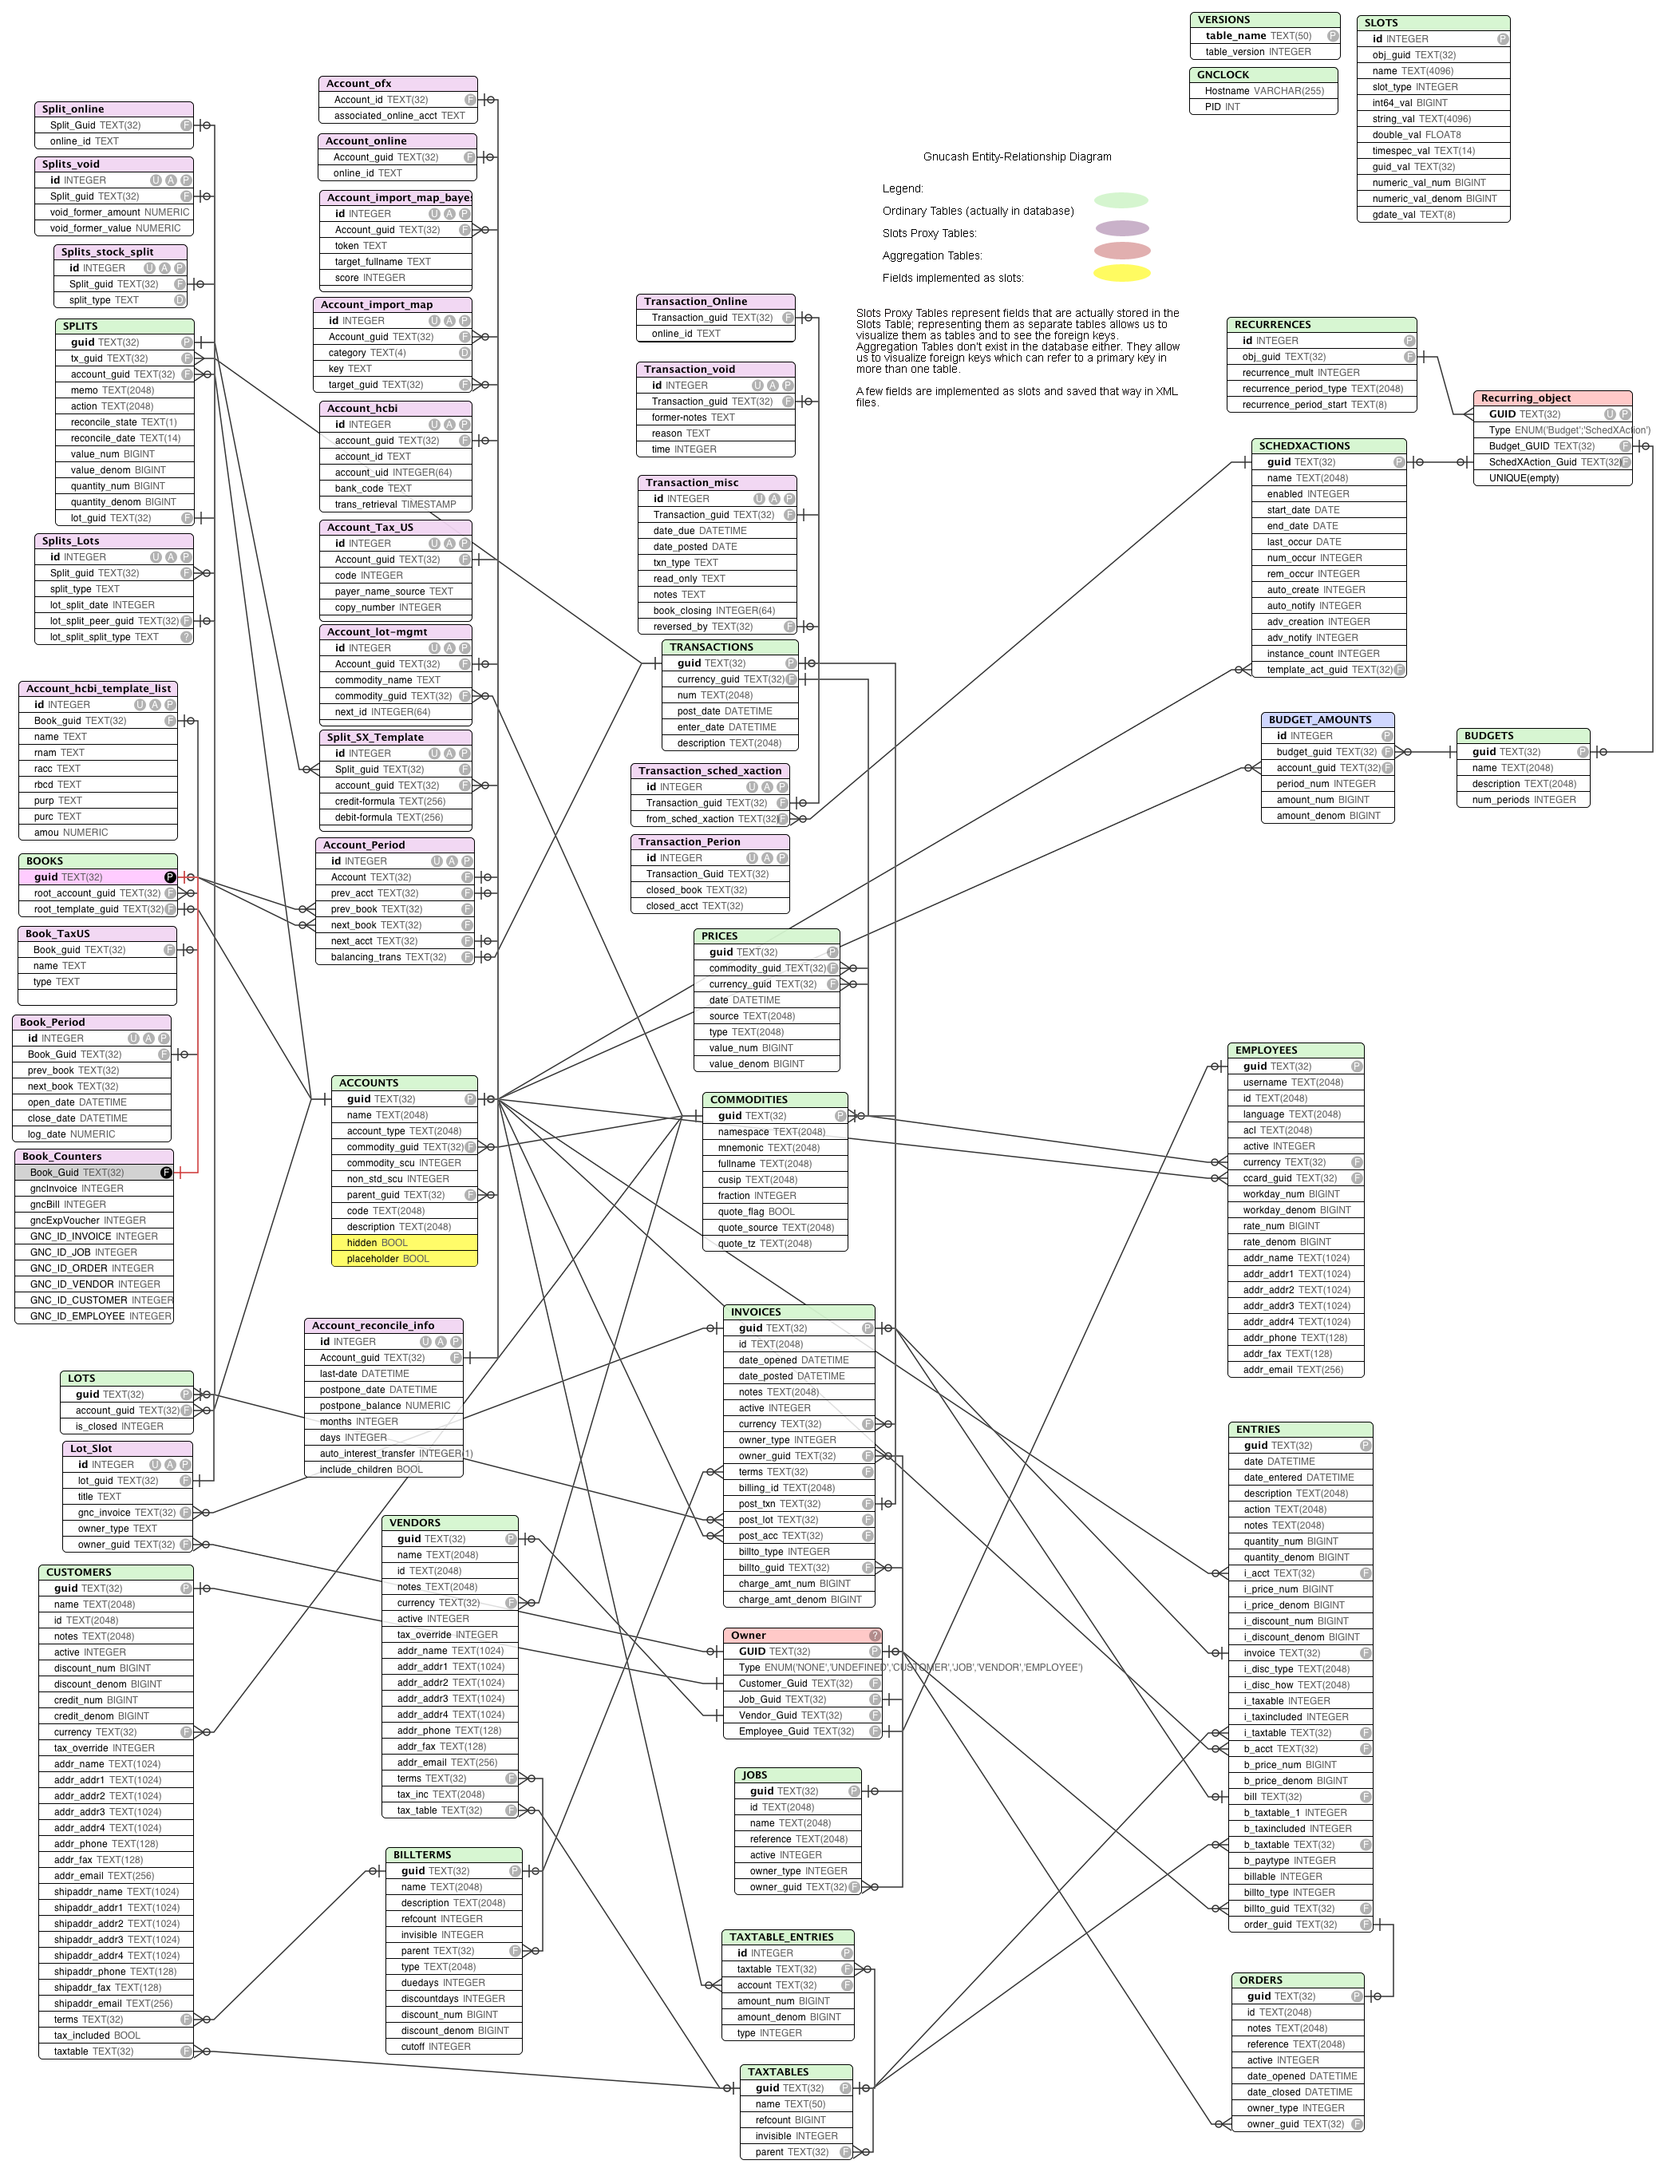 VERSIONS
table_name TEXT(50) P
table_version INTEGER
GNCLOCK
Hostname VARCHAR(255)
PID INT
SLOTS
id INTEGER P
obj_guid TEXT(32)
name TEXT(4096)
slot_type INTEGER
int64_val BIGINT
string_val TEXT(4096)
double_val FLOAT8
timespec_val TEXT(14)
guid_val TEXT(32)
numeric_val_num BIGINT
numeric_val_denom BIGINT
gdate_val TEXT(8)
Gnucash Entity-Relationship Diagram
Legend:
Ordinary Tables (actually in database)
Slots Proxy Tables:
Aggregation Tables:
Fields implemented as slots:
Slots Proxy Tables represent fields that are actually stored in the
Slots Table; representing them as separate tables allows us to
visualize them as tables and to see the foreign keys.
Aggregation Tables don't exist in the database either. They allow
us to visualize foreign keys which can refer to a primary key in
more than one table.
A few fields are implemented as slots and saved that way in XML
files.
Split_online
Split_Guid TEXT(32) F
online_id TEXT
Splits_void
id INTEGER U A P
Split_guid TEXT(32) F
void_former_amount NUMERIC
void_former_value NUMERIC
Splits_stock_split
id INTEGER U A P
Split_guid TEXT(32) F
split_type TEXT D
SPLITS
guid TEXT(32) P
tx_guid TEXT(32) F
account_guid TEXT(32) F
memo TEXT(2048)
action TEXT(2048)
reconcile_state TEXT(1)
reconcile_date TEXT(14)
value_num BIGINT
value_denom BIGINT
quantity_num BIGINT
quantity_denom BIGINT
lot_guid TEXT(32) F
Splits_Lots
id INTEGER U A P
Split_guid TEXT(32) F
split_type TEXT
lot_split_date INTEGER
lot_split_peer_guid TEXT(32) F
lot_split_split_type TEXT ?
Account_hcbi_template_list
id INTEGER U A P
Book_guid TEXT(32) F
name TEXT
rnam TEXT
racc TEXT
rbcd TEXT
purp TEXT
purc TEXT
amou NUMERIC
BOOKS
guid TEXT(32) P
root_account_guid TEXT(32) F
root_template_guid TEXT(32) F
Book_TaxUS
Book_guid TEXT(32) F
name TEXT
type TEXT
Book_Period
id INTEGER U A P
Book_Guid TEXT(32) F
prev_book TEXT(32)
next_book TEXT(32)
open_date DATETIME
close_date DATETIME
log_date NUMERIC
Book_Counters
Book_Guid TEXT(32) F
gncInvoice INTEGER
gncBill INTEGER
gncExpVoucher INTEGER
GNC_ID_INVOICE INTEGER
GNC_ID_JOB INTEGER
GNC_ID_ORDER INTEGER
GNC_ID_VENDOR INTEGER
GNC_ID_CUSTOMER INTEGER
GNC_ID_EMPLOYEE INTEGER
LOTS
guid TEXT(32) P
account_guid TEXT(32) F
is_closed INTEGER
Lot_Slot
id INTEGER U A P
lot_guid TEXT(32) F
title TEXT
gnc_invoice TEXT(32) F
owner_type TEXT
owner_guid TEXT(32) F
CUSTOMERS
guid TEXT(32) P
name TEXT(2048)
id TEXT(2048)
notes TEXT(2048)
active INTEGER
discount_num BIGINT
discount_denom BIGINT
credit_num BIGINT
credit_denom BIGINT
currency TEXT(32) F
tax_override INTEGER
addr_name TEXT(1024)
addr_addr1 TEXT(1024)
addr_addr2 TEXT(1024)
addr_addr3 TEXT(1024)
addr_addr4 TEXT(1024)
addr_phone TEXT(128)
addr_fax TEXT(128)
addr_email TEXT(256)
shipaddr_name TEXT(1024)
shipaddr_addr1 TEXT(1024)
shipaddr_addr2 TEXT(1024)
shipaddr_addr3 TEXT(1024)
shipaddr_addr4 TEXT(1024)
shipaddr_phone TEXT(128)
shipaddr_fax TEXT(128)
shipaddr_email TEXT(256)
terms TEXT(32) F
tax_included BOOL
taxtable TEXT(32) F
Account_ofx
Account_id TEXT(32) F
associated_online_acct TEXT
Account_online
Account_guid TEXT(32) F
online_id TEXT
Account_import_map_bayes
id INTEGER U A P
Account_guid TEXT(32) F
token TEXT
target_fullname TEXT
score INTEGER
Account_import_map
id INTEGER U A P
Account_guid TEXT(32) F
category TEXT(4) D
key TEXT
target_guid TEXT(32) F
Account_hcbi
id INTEGER U A P
account_guid TEXT(32) F
account_id TEXT
account_uid INTEGER(64)
bank_code TEXT
trans_retrieval TIMESTAMP
Account_Tax_US
id INTEGER U A P
Account_guid TEXT(32) F
code INTEGER
payer_name_source TEXT
copy_number INTEGER
Account_lot-mgmt
id INTEGER U A P
Account_guid TEXT(32) F
commodity_name TEXT
commodity_guid TEXT(32) F
next_id INTEGER(64)
Split_SX_Template
id INTEGER U A P
Split_guid TEXT(32) F
account_guid TEXT(32) F
credit-formula TEXT(256)
debit-formula TEXT(256)
Account_Period
id INTEGER U A P
Account TEXT(32) F
prev_acct TEXT(32) F
prev_book TEXT(32) F
next_book TEXT(32) F
next_acct TEXT(32) F
balancing_trans TEXT(32) F
ACCOUNTS
guid TEXT(32) P
name TEXT(2048)
account_type TEXT(2048)
commodity_guid TEXT(32) F
commodity_scu INTEGER
non_std_scu INTEGER
parent_guid TEXT(32) F
code TEXT(2048)
description TEXT(2048)
hidden BOOL
placeholder BOOL
Account_reconcile_info
id INTEGER U A P
Account_guid TEXT(32) F
last-date DATETIME
postpone_date DATETIME
postpone_balance NUMERIC
months INTEGER
days INTEGER
auto_interest_transfer INTEGER(1)
include_children BOOL
VENDORS
guid TEXT(32) P
name TEXT(2048)
id TEXT(2048)
notes TEXT(2048)
currency TEXT(32) F
active INTEGER
tax_override INTEGER
addr_name TEXT(1024)
addr_addr1 TEXT(1024)
addr_addr2 TEXT(1024)
addr_addr3 TEXT(1024)
addr_addr4 TEXT(1024)
addr_phone TEXT(128)
addr_fax TEXT(128)
addr_email TEXT(256)
terms TEXT(32) F
tax_inc TEXT(2048)
tax_table TEXT(32) F
BILLTERMS
guid TEXT(32) P
name TEXT(2048)
description TEXT(2048)
refcount INTEGER
invisible INTEGER
parent TEXT(32) F
type TEXT(2048)
duedays INTEGER
discountdays INTEGER
discount_num BIGINT
discount_denom BIGINT
cutoff INTEGER
Transaction_Online
Transaction_guid TEXT(32) F
online_id TEXT
Transaction_void
id INTEGER U A P
Transaction_guid TEXT(32) F
former-notes TEXT
reason TEXT
time INTEGER
Transaction_misc
id INTEGER U A P
Transaction_guid TEXT(32) F
date_due DATETIME
date_posted DATE
txn_type TEXT
read_only TEXT
notes TEXT
book_closing INTEGER(64)
reversed_by TEXT(32) F
TRANSACTIONS
guid TEXT(32) P
currency_guid TEXT(32) F
num TEXT(2048)
post_date DATETIME
enter_date DATETIME
description TEXT(2048)
Transaction_sched_xaction
id INTEGER U A P
Transaction_guid TEXT(32) F
from_sched_xaction TEXT(32) F
Transaction_Perion
id INTEGER U A P
Transaction_Guid TEXT(32)
closed_book TEXT(32)
closed_acct TEXT(32)
PRICES
guid TEXT(32) P
commodity_guid TEXT(32) F
currency_guid TEXT(32) F
date DATETIME
source TEXT(2048)
type TEXT(2048)
value_num BIGINT
value_denom BIGINT
COMMODITIES
guid TEXT(32) P
namespace TEXT(2048)
mnemonic TEXT(2048)
fullname TEXT(2048)
cusip TEXT(2048)
fraction INTEGER
quote_flag BOOL
quote_source TEXT(2048)
quote_tz TEXT(2048)
INVOICES
guid TEXT(32) P
id TEXT(2048)
date_opened DATETIME
date_posted DATETIME
notes TEXT(2048)
active INTEGER
currency TEXT(32) F
owner_type INTEGER
owner_guid TEXT(32) F
terms TEXT(32) F
billing_id TEXT(2048)
post_txn TEXT(32) F
post_lot TEXT(32) F
post_acc TEXT(32) F
billto_type INTEGER
billto_guid TEXT(32) F
charge_amt_num BIGINT
charge_amt_denom BIGINT
Owner ?
GUID TEXT(32) P
Type ENUM('NONE','UNDEFINED','CUSTOMER','JOB','VENDOR','EMPLOYEE')
Customer_Guid TEXT(32) F
Job_Guid TEXT(32) F
Vendor_Guid TEXT(32) F
Employee_Guid TEXT(32) F
JOBS
guid TEXT(32) P
id TEXT(2048)
name TEXT(2048)
reference TEXT(2048)
active INTEGER
owner_type INTEGER
owner_guid TEXT(32) F
TAXTABLE_ENTRIES
id INTEGER P
taxtable TEXT(32) F
account TEXT(32) F
amount_num BIGINT
amount_denom BIGINT
type INTEGER
TAXTABLES
guid TEXT(32) P
name TEXT(50)
refcount BIGINT
invisible INTEGER
parent TEXT(32) F
RECURRENCES
id INTEGER P
obj_guid TEXT(32) F
recurrence_mult INTEGER
recurrence_period_type TEXT(2048)
recurrence_period_start TEXT(8)
Recurring_object
GUID TEXT(32) U P
Type ENUM('Budget';'SchedXAction')
Budget_GUID TEXT(32) F
SchedXAction_Guid TEXT(32) F
UNIQUE(empty)
SCHEDXACTIONS
guid TEXT(32) P
name TEXT(2048)
enabled INTEGER
start_date DATE
end_date DATE
last_occur DATE
num_occur INTEGER
rem_occur INTEGER
auto_create INTEGER
auto_notify INTEGER
adv_creation INTEGER
adv_notify INTEGER
instance_count INTEGER
template_act_guid TEXT(32) F
BUDGET_AMOUNTS
id INTEGER P
budget_guid TEXT(32) F
account_guid TEXT(32) F
period_num INTEGER
amount_num BIGINT
amount_denom BIGINT
BUDGETS
guid TEXT(32) P
name TEXT(2048)
description TEXT(2048)
num_periods INTEGER
EMPLOYEES
guid TEXT(32) P
username TEXT(2048)
id TEXT(2048)
language TEXT(2048)
acl TEXT(2048)
active INTEGER
currency TEXT(32) F
ccard_guid TEXT(32) F
workday_num BIGINT
workday_denom BIGINT
rate_num BIGINT
rate_denom BIGINT
addr_name TEXT(1024)
addr_addr1 TEXT(1024)
addr_addr2 TEXT(1024)
addr_addr3 TEXT(1024)
addr_addr4 TEXT(1024)
addr_phone TEXT(128)
addr_fax TEXT(128)
addr_email TEXT(256)
ENTRIES
guid TEXT(32) P
date DATETIME
date_entered DATETIME
description TEXT(2048)
action TEXT(2048)
notes TEXT(2048)
quantity_num BIGINT
quantity_denom BIGINT
i_acct TEXT(32) F
i_price_num BIGINT
i_price_denom BIGINT
i_discount_num BIGINT
i_discount_denom BIGINT
invoice TEXT(32) F
i_disc_type TEXT(2048)
i_disc_how TEXT(2048)
i_taxable INTEGER
i_taxincluded INTEGER
i_taxtable TEXT(32) F
b_acct TEXT(32) F
b_price_num BIGINT
b_price_denom BIGINT
bill TEXT(32) F
b_taxtable_1 INTEGER
b_taxincluded INTEGER
b_taxtable TEXT(32) F
b_paytype INTEGER
billable INTEGER
billto_type INTEGER
billto_guid TEXT(32) F
order_guid TEXT(32) F
ORDERS
guid TEXT(32) P
id TEXT(2048)
notes TEXT(2048)
reference TEXT(2048)
active INTEGER
date_opened DATETIME
date_closed DATETIME
owner_type INTEGER
owner_guid TEXT(32) F